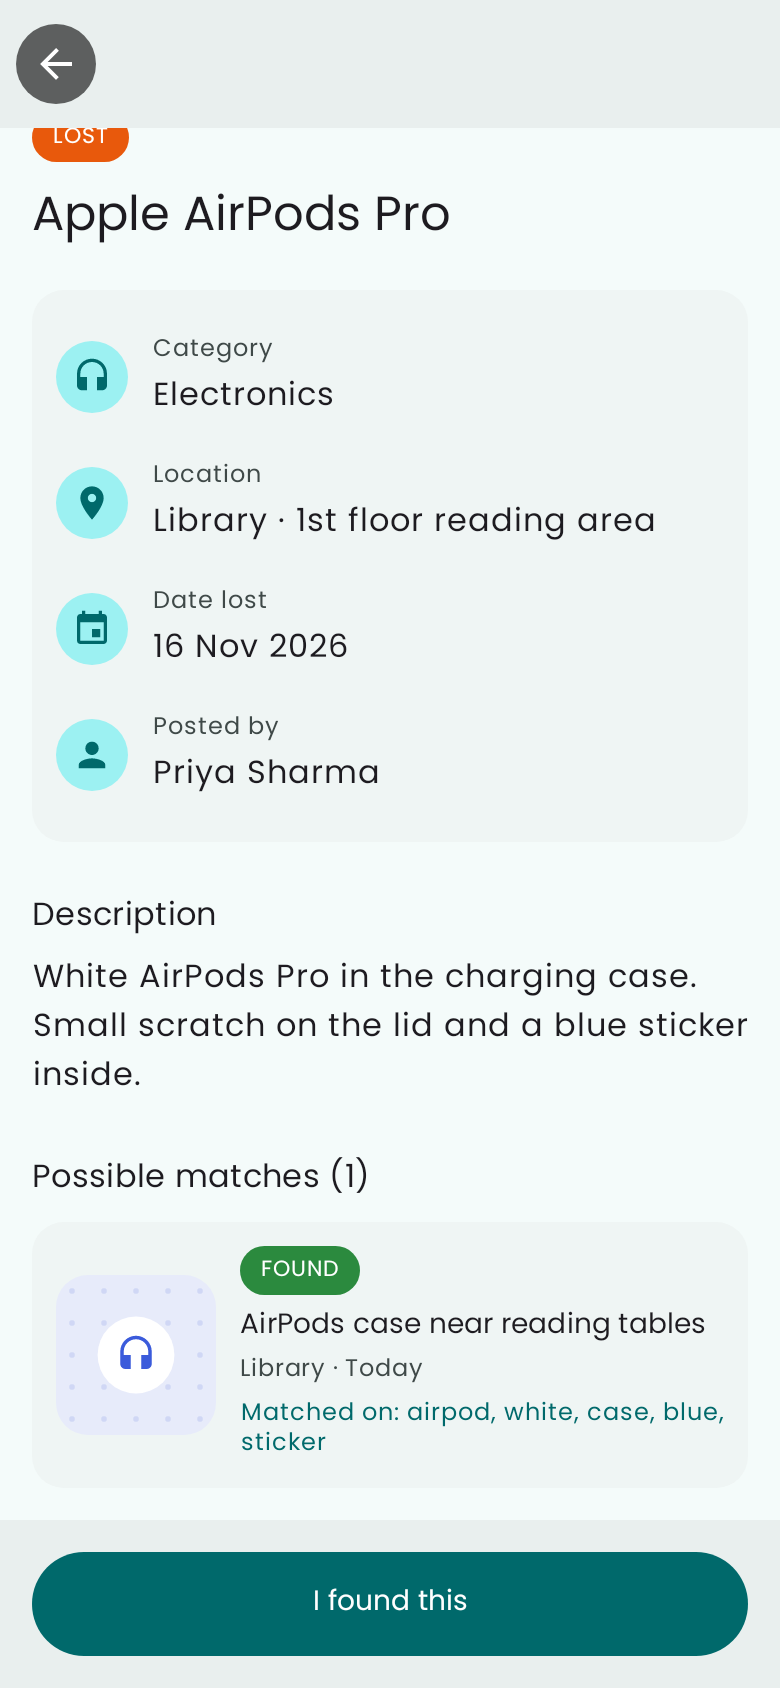 LOST
Apple AirPods Pro
Category
Electronics
Location
Library · 1st floor reading area
Date lost
16 Nov 2026
Posted by
Priya Sharma
Description
White AirPods Pro in the charging case.
Small scratch on the lid and a blue sticker
inside.
Possible matches (1)
FOUND
AirPods case near reading tables
Library · Today
Matched on: airpod, white, case, blue,
sticker
I found this